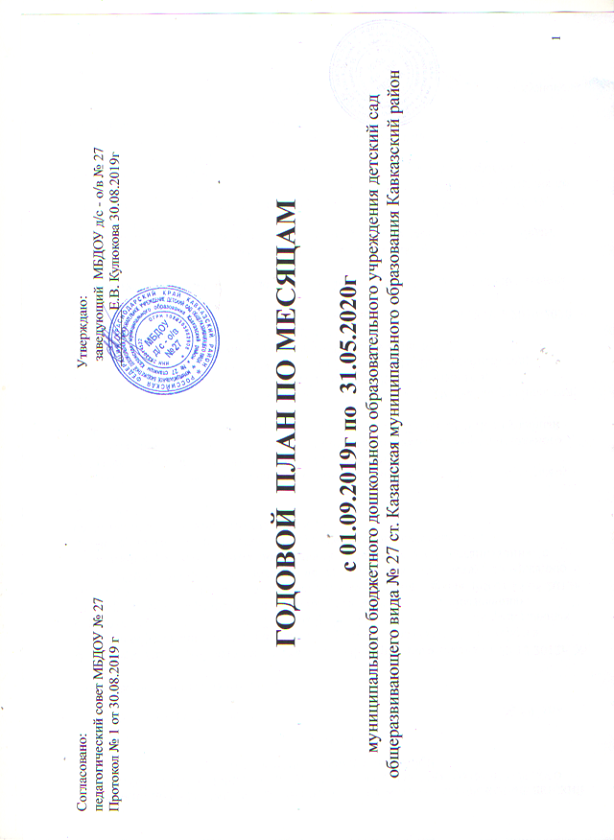 Согласовано:
педагогический совет МБДОУ № 27
Протокол № 1 от 30.08.2019 г
Утверждаю:
заведующий МБДОУ д/с - о/в № 27
Е.В. Кулюкова 30.08.2019г
МБДОУ
д/с - о/в
№27
ГОДОВОЙ ПЛАН ПО МЕСЯЦАМ
с 01.09.2019г по 31.05.2020г
муниципального бюджетного дошкольного образовательного учреждения детский сад
общеразвивающего вида № 27 ст. Казанская муниципального образования Кавказский район
1